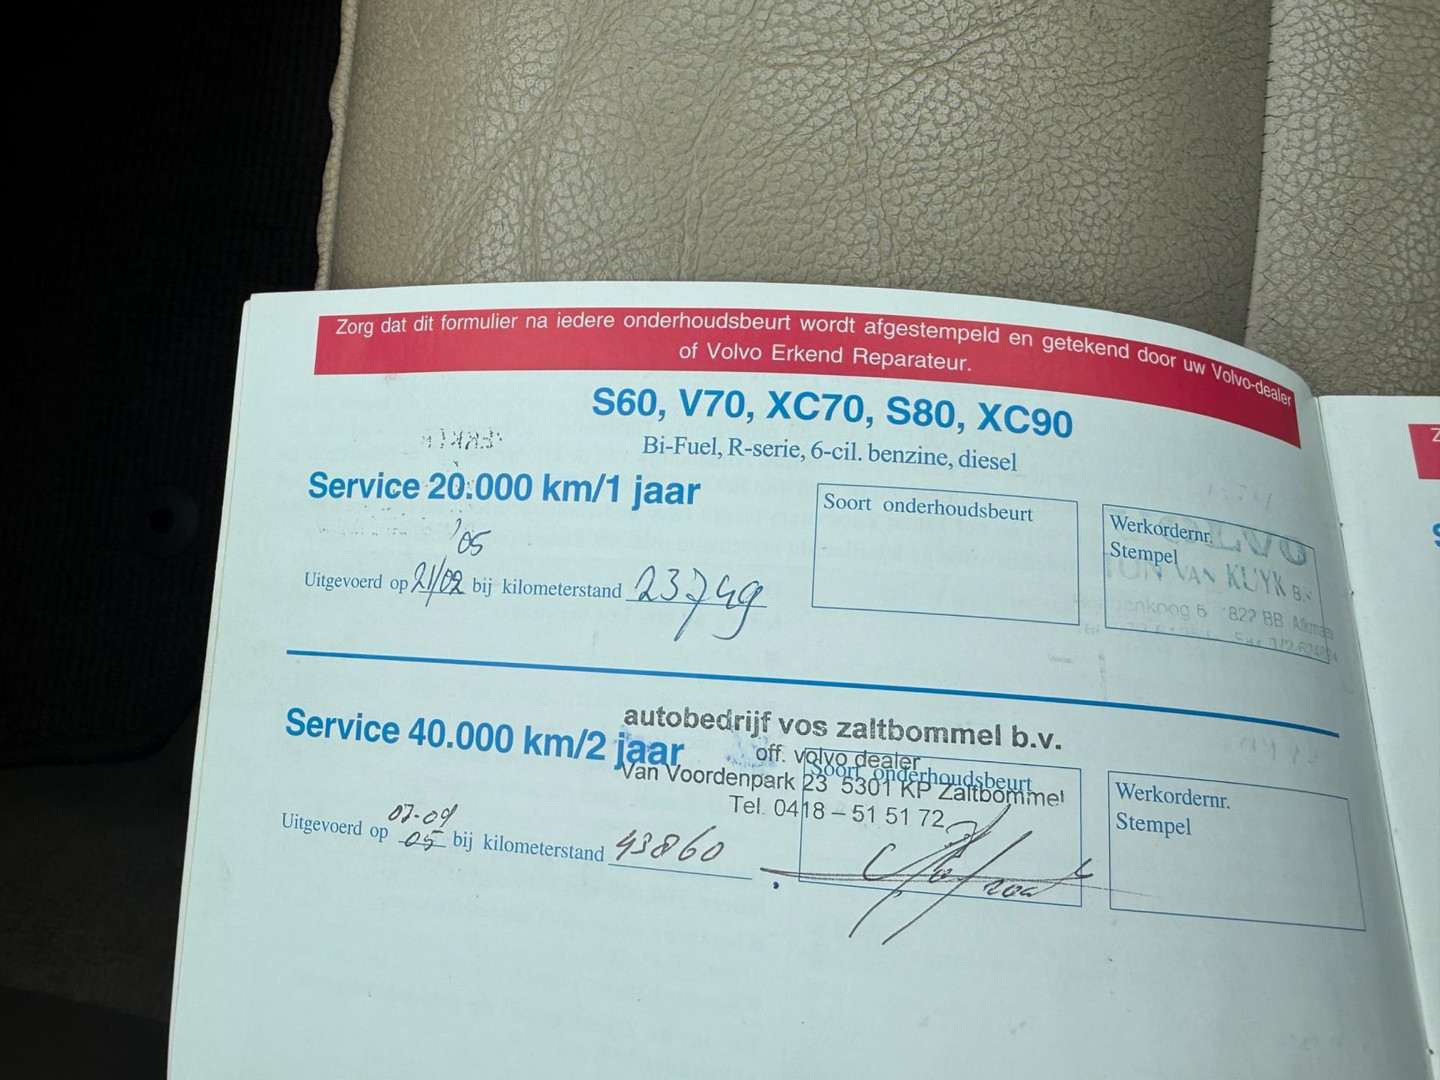 Zorg dat dit formulier na iedere onderhoudsbeurt wordt afgestempeld en getekend door uw Volvo-dealer
of Volvo Erkend Reparateur.
S60, V70, XC70, S80, XC90
Bi-Fuel, R-serie, 6-cil. benzine, diesel
Service 20.000 km/1 jaar
Soort onderhoudsbeurt
Werkordernr.
Stempel
VOLVO
TON VAN KUYK B.V.
'05
Uitgevoerd op 21/02 bij kilometerstand 23749
Service 40.000 km/2 jaar
autobedrijf vos zaltbommel b.v.
off. volvo dealer
Van Voordenpark 23 5301 KP Zaltbommel
Tel. 0418 – 51 51 72
Soort onderhoudsbeurt
Werkordernr.
Stempel
07-09
Uitgevoerd op 05 bij kilometerstand 43860